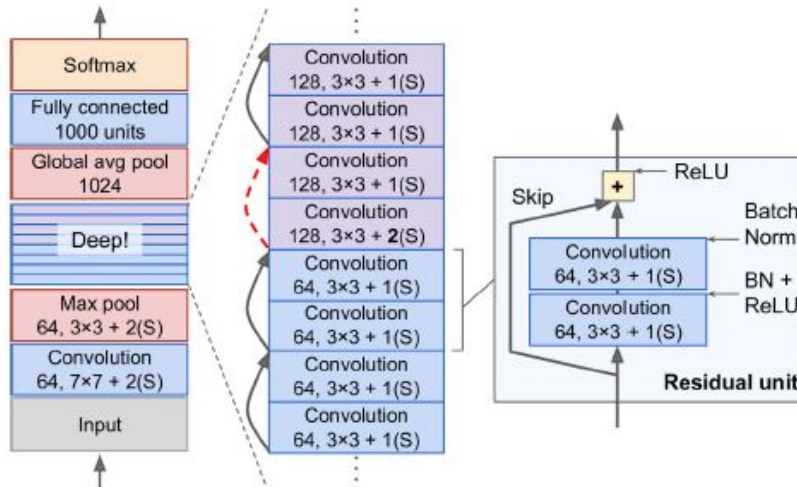 Softmax
Fully connected
1000 units
Global avg pool
1024
Deep!
Max pool
64, 3×3 + 2(S)
Convolution
64, 7×7 + 2(S)
Input
Convolution
128, 3×3 + 1(S)
Convolution
128, 3×3 + 1(S)
Convolution
128, 3×3 + 1(S)
Convolution
128, 3×3 + 2(S)
Convolution
64, 3×3 + 1(S)
Convolution
64, 3×3 + 1(S)
Convolution
64, 3×3 + 1(S)
Convolution
64, 3×3 + 1(S)
+
ReLU
Skip
Batch
Norm
Convolution
64, 3×3 + 1(S)
BN +
ReLU
Convolution
64, 3×3 + 1(S)
Residual unit